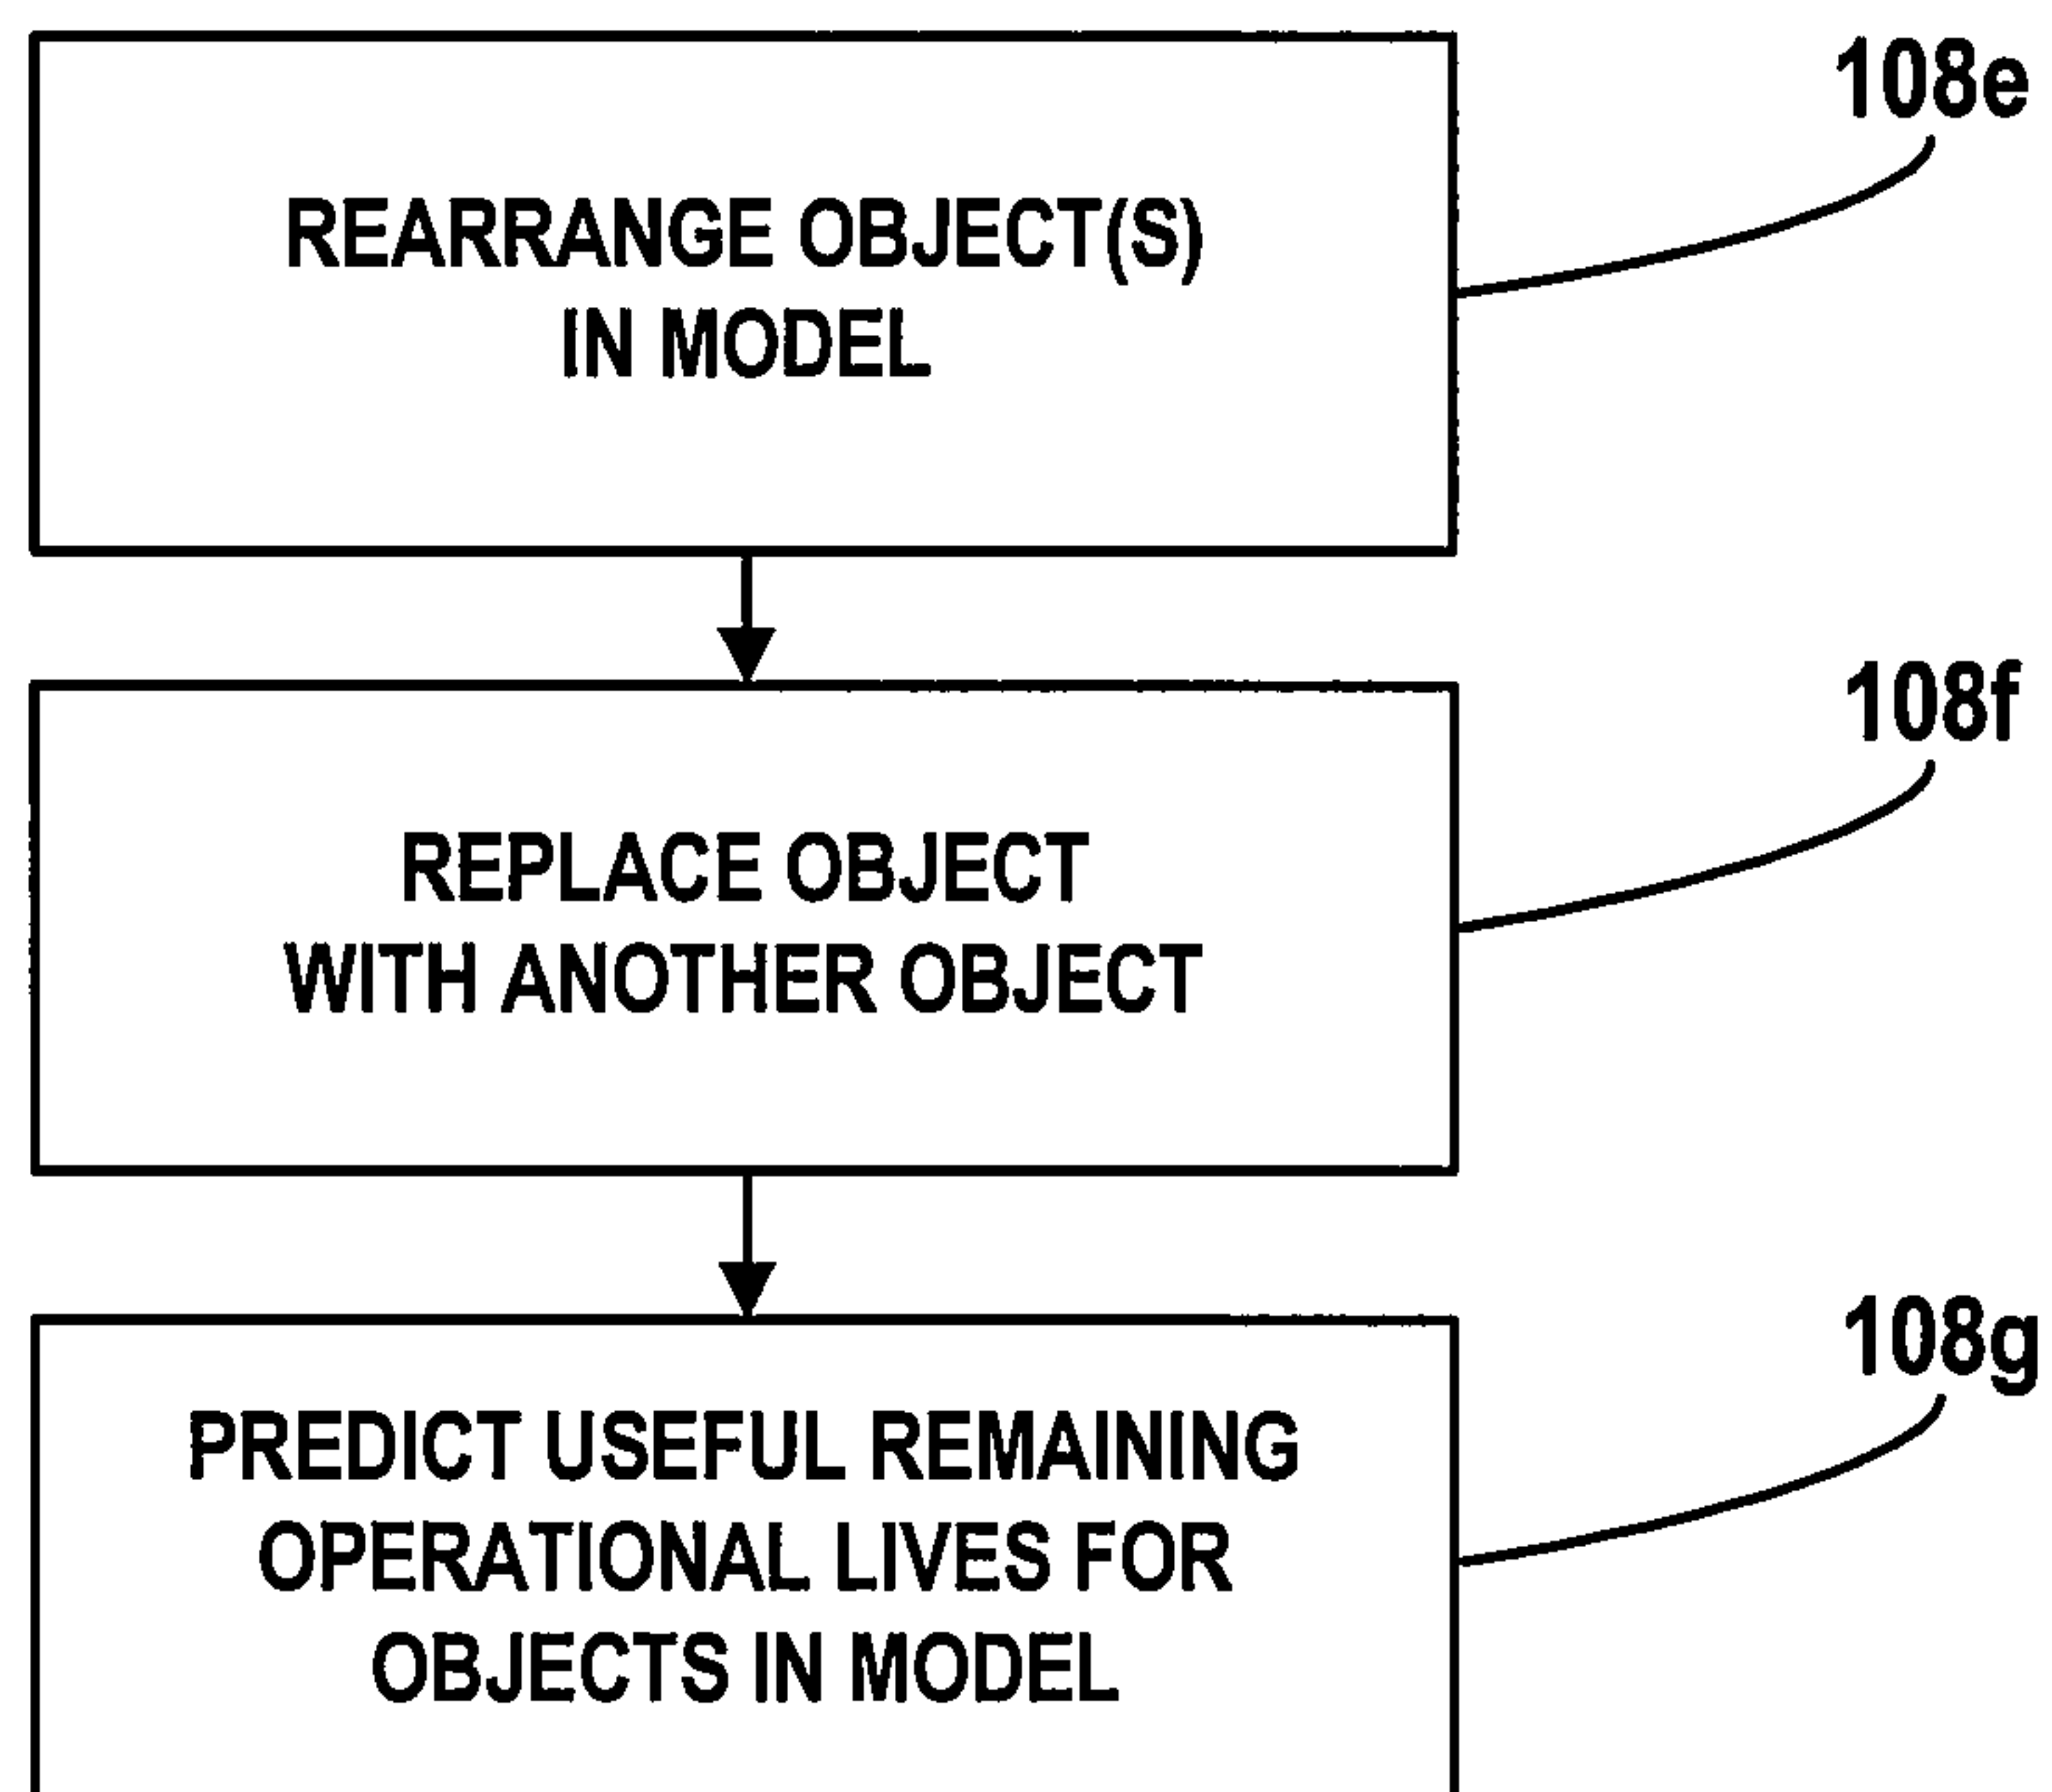 108e
REARRANGE OBJECT(S)
IN MODEL
108f
REPLACE OBJECT
WITH ANOTHER OBJECT
108g
PREDICT USEFUL REMAINING
OPERATIONAL LIVES FOR
OBJECTS IN MODEL